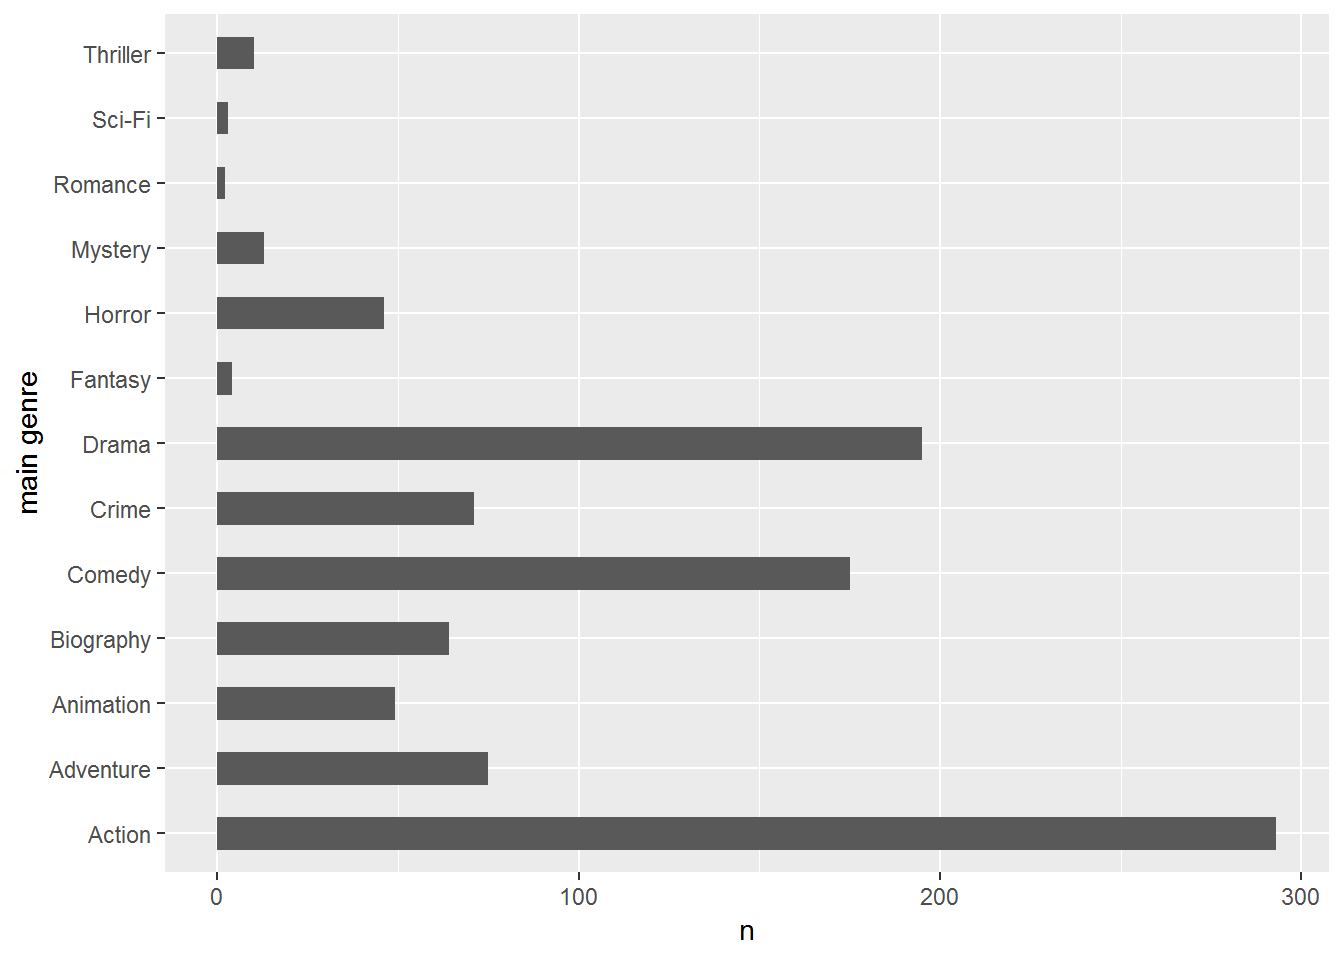 Thriller
Sci-Fi
Romance
Mystery
Horror
Fantasy
Drama
Crime
Comedy
Biography
Animation
Adventure
Action
main genre
0 100 200 300
n